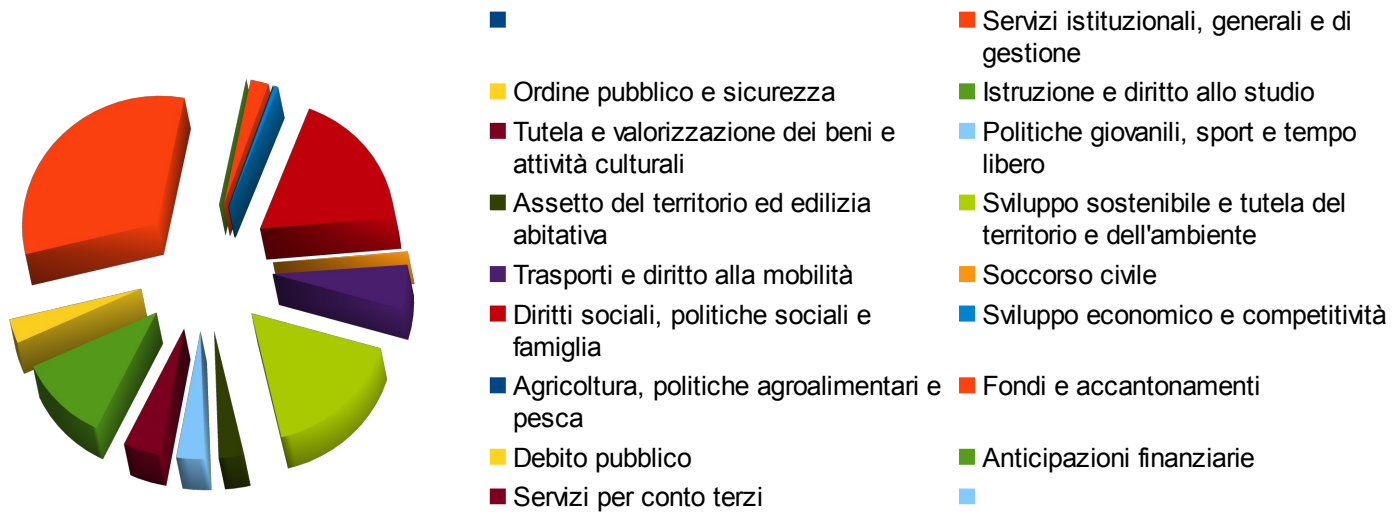 Servizi istituzionali, generali e di
gestione
Ordine pubblico e sicurezza
Istruzione e diritto allo studio
Tutela e valorizzazione dei beni e
attività culturali
Politiche giovanili, sport e tempo
libero
Assetto del territorio ed edilizia
abitativa
Sviluppo sostenibile e tutela del
territorio e dell'ambiente
Trasporti e diritto alla mobilità
Soccorso civile
Diritti sociali, politiche sociali e
famiglia
Sviluppo economico e competitività
Agricoltura, politiche agroalimentari e
pesca
Fondi e accantonamenti
Debito pubblico
Anticipazioni finanziarie
Servizi per conto terzi